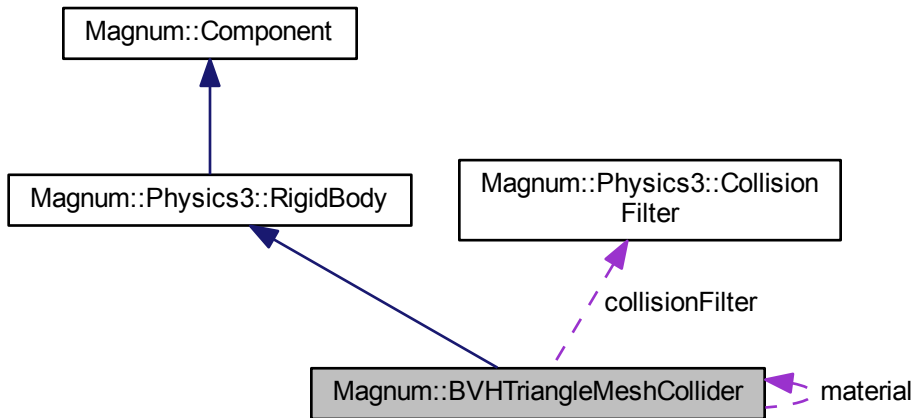 Magnum::Component
Magnum::Physics3::RigidBody
Magnum::Physics3::Collision
Filter
collisionFilter
Magnum::BVHTriangleMeshCollider
material